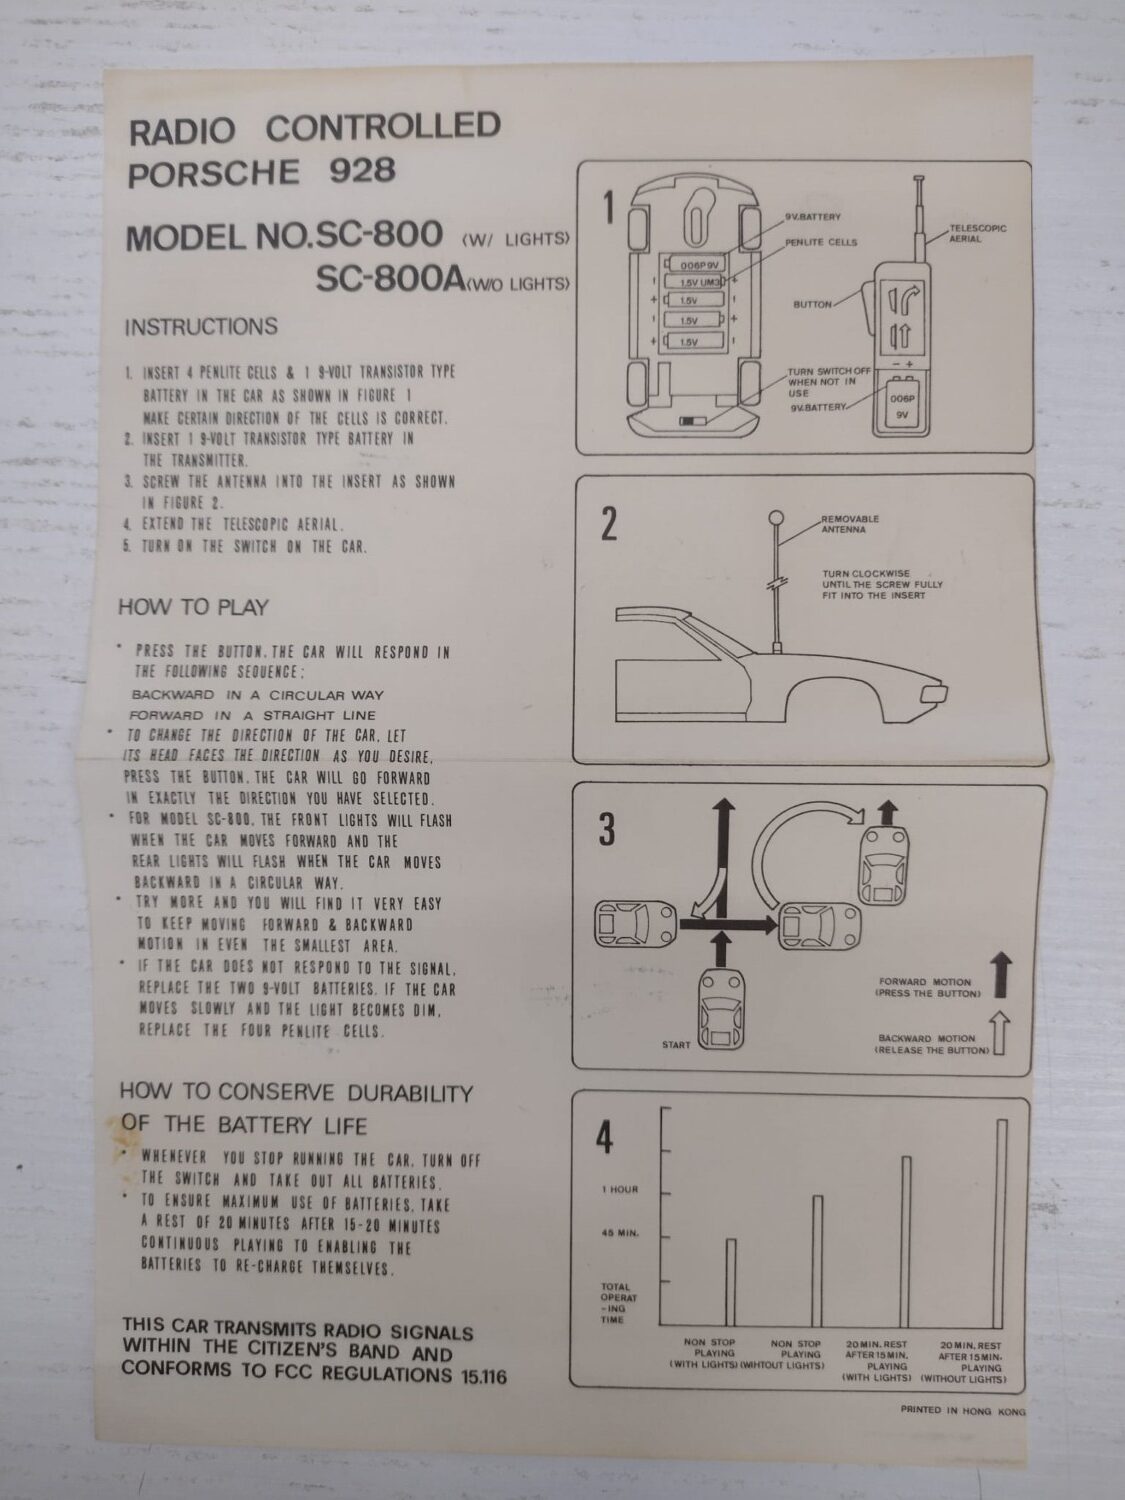 RADIO CONTROLLED
PORSCHE 928
MODEL NO.SC-800 (W/ LIGHTS)
SC-800A(W/O LIGHTS)
INSTRUCTIONS
1. INSERT 4 PENLITE CELLS & 1 9-VOLT TRANSISTOR TYPE
BATTERY IN THE CAR AS SHOWN IN FIGURE 1
MAKE CERTAIN DIRECTION OF THE CELLS IS CORRECT.
2. INSERT 1 9-VOLT TRANSISTOR TYPE BATTERY IN
THE TRANSMITTER.
3. SCREW THE ANTENNA INTO THE INSERT AS SHOWN
IN FIGURE 2.
4. EXTEND THE TELESCOPIC AERIAL.
5. TURN ON THE SWITCH ON THE CAR.
HOW TO PLAY
* PRESS THE BUTTON. THE CAR WILL RESPOND IN
THE FOLLOWING SEQUENCE:
BACKWARD IN A CIRCULAR WAY
FORWARD IN A STRAIGHT LINE
* TO CHANGE THE DIRECTION OF THE CAR, LET
ITS HEAD FACES THE DIRECTION AS YOU DESIRE,
PRESS THE BUTTON. THE CAR WILL GO FORWARD
IN EXACTLY THE DIRECTION YOU HAVE SELECTED.
* FOR MODEL SC-800, THE FRONT LIGHTS WILL FLASH
WHEN THE CAR MOVES FORWARD AND THE
REAR LIGHTS WILL FLASH WHEN THE CAR MOVES
BACKWARD IN A CIRCULAR WAY.
* TRY MORE AND YOU WILL FIND IT VERY EASY
TO KEEP MOVING FORWARD & BACKWARD
MOTION IN EVEN THE SMALLEST AREA.
* IF THE CAR DOES NOT RESPOND TO THE SIGNAL,
REPLACE THE TWO 9-VOLT BATTERIES. IF THE CAR
MOVES SLOWLY AND THE LIGHT BECOMES DIM,
REPLACE THE FOUR PENLITE CELLS.
HOW TO CONSERVE DURABILITY
OF THE BATTERY LIFE
* WHENEVER YOU STOP RUNNING THE CAR, TURN OFF
THE SWITCH AND TAKE OUT ALL BATTERIES.
* TO ENSURE MAXIMUM USE OF BATTERIES, TAKE
A REST OF 20 MINUTES AFTER 15-20 MINUTES
CONTINUOUS PLAYING TO ENABLING THE
BATTERIES TO RE-CHARGE THEMSELVES.
THIS CAR TRANSMITS RADIO SIGNALS
WITHIN THE CITIZEN'S BAND AND
CONFORMS TO FCC REGULATIONS 15.116
1
9V.BATTERY
PENLITE CELLS
006P 9V
1.5V UM3
1.5V
1.5V
1.5V
TELESCOPIC
AERIAL
BUTTON
TURN SWITCH OFF
WHEN NOT IN
USE
9V.BATTERY
- +
006P
9V
2
REMOVABLE
ANTENNA
TURN CLOCKWISE
UNTIL THE SCREW FULLY
FIT INTO THE INSERT
3
START
FORWARD MOTION
(PRESS THE BUTTON)
BACKWARD MOTION
(RELEASE THE BUTTON)
4
1 HOUR
45 MIN.
TOTAL
OPERAT
-ING
TIME
NON STOP
PLAYING
(WITH LIGHTS)
NON STOP
PLAYING
(WIHTOUT LIGHTS)
20 MIN. REST
AFTER 15 MIN.
PLAYING
(WITH LIGHTS)
20 MIN. REST
AFTER 15 MIN.
PLAYING
(WITHOUT LIGHTS)
PRINTED IN HONG KONG